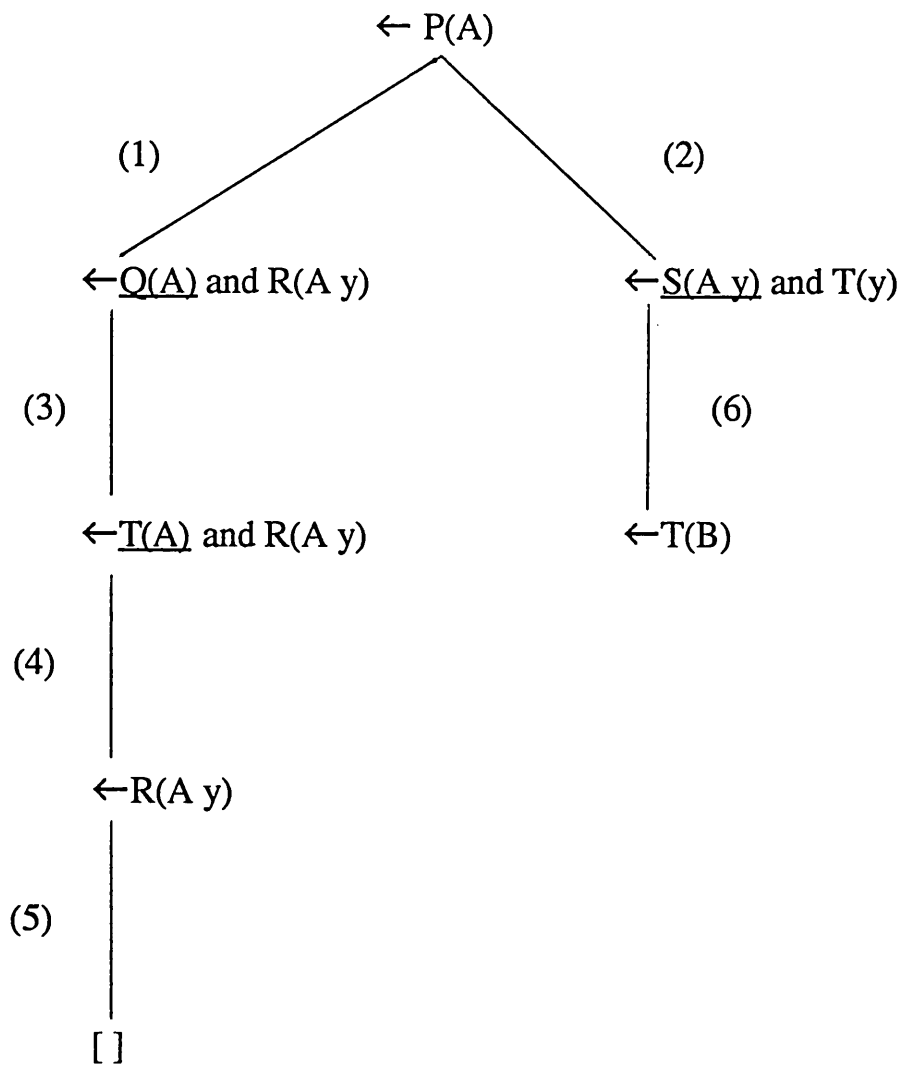 ← P(A)
(1) (2)
←Q(A) and R(A y) ←S(A y) and T(y)
(3) (6)
←T(A) and R(A y) ←T(B)
(4)
←R(A y)
(5)
[ ]